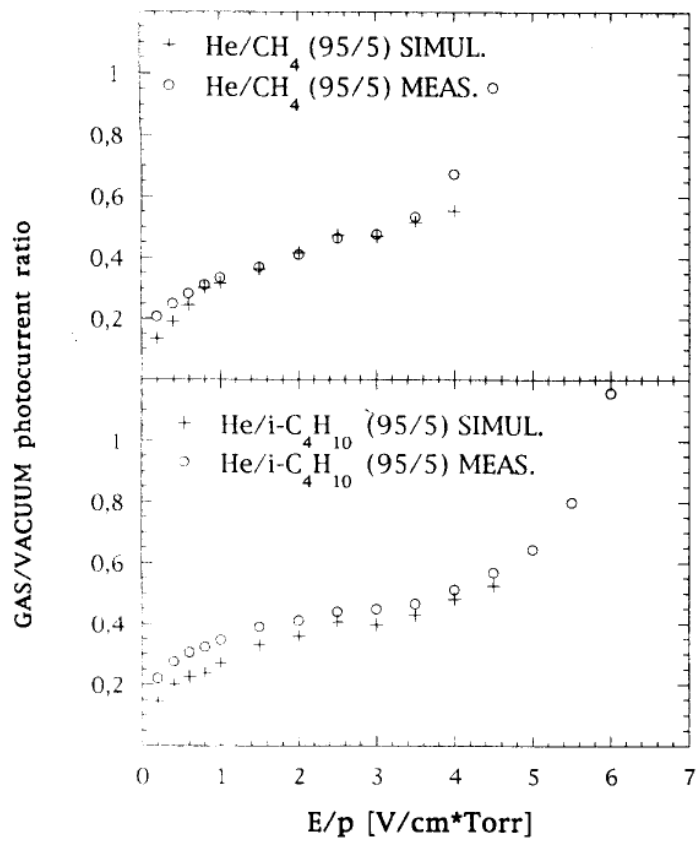 + He/CH₄ (95/5) SIMUL.
○ He/CH₄ (95/5) MEAS.
1
0,8
0,6
0,4
0,2
+ He/i-C₄H₁₀ (95/5) SIMUL.
○ He/i-C₄H₁₀ (95/5) MEAS.
1
0,8
0,6
0,4
0,2
GAS/VACUUM photocurrent ratio
0 1 2 3 4 5 6 7
E/p [V/cm*Torr]